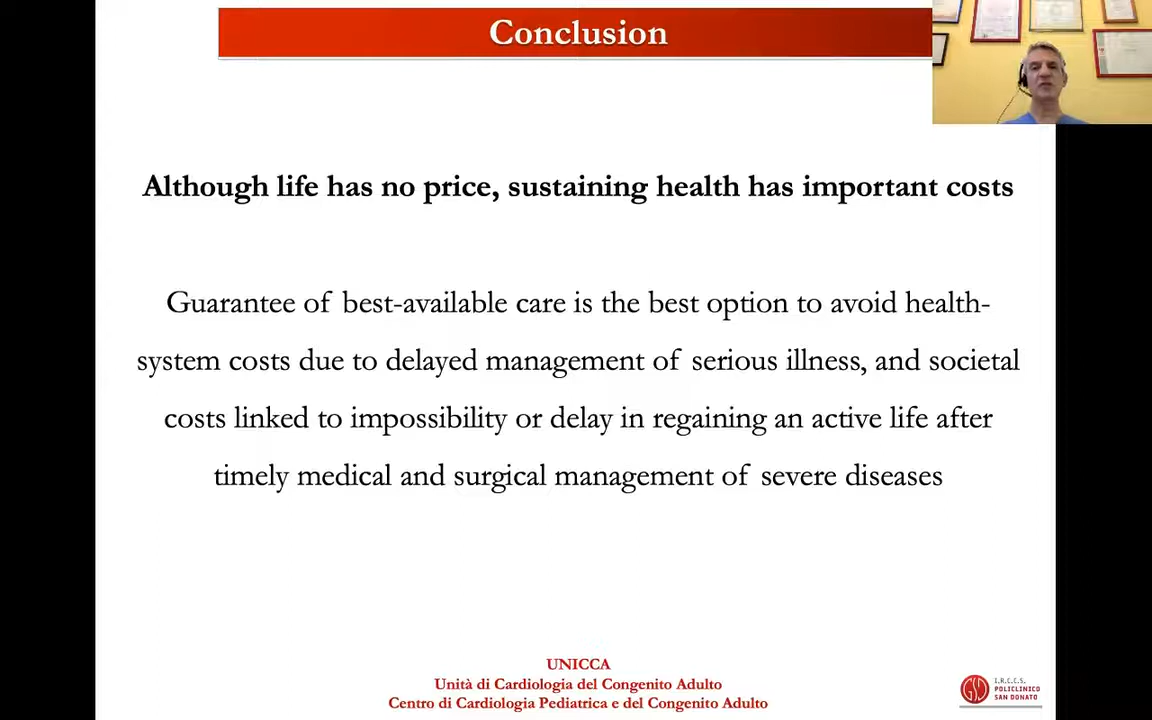 Conclusion
Although life has no price, sustaining health has important costs
Guarantee of best-available care is the best option to avoid health-
system costs due to delayed management of serious illness, and societal
costs linked to impossibility or delay in regaining an active life after
timely medical and surgical management of severe diseases
UNICCA
Unità di Cardiologia del Congenito Adulto
Centro di Cardiologia Pediatrica e del Congenito Adulto
I.R.C.C.S.
POLICLINICO
SAN DONATO